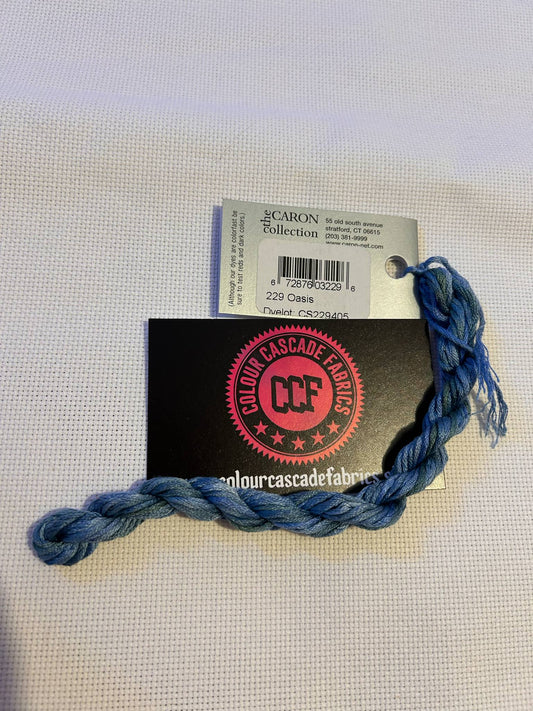 the CARON
collection
55 old south avenue
stratford, CT 06615
(203) 381-9999
www.caron-net.com
(Although our dyes are colorfast be
sure to test reds and dark colors.)
6 72876 03229 6
229 Oasis
Dyelot CS229405
COLOUR CASCADE FABRICS
CCF
colourcascadefabrics.